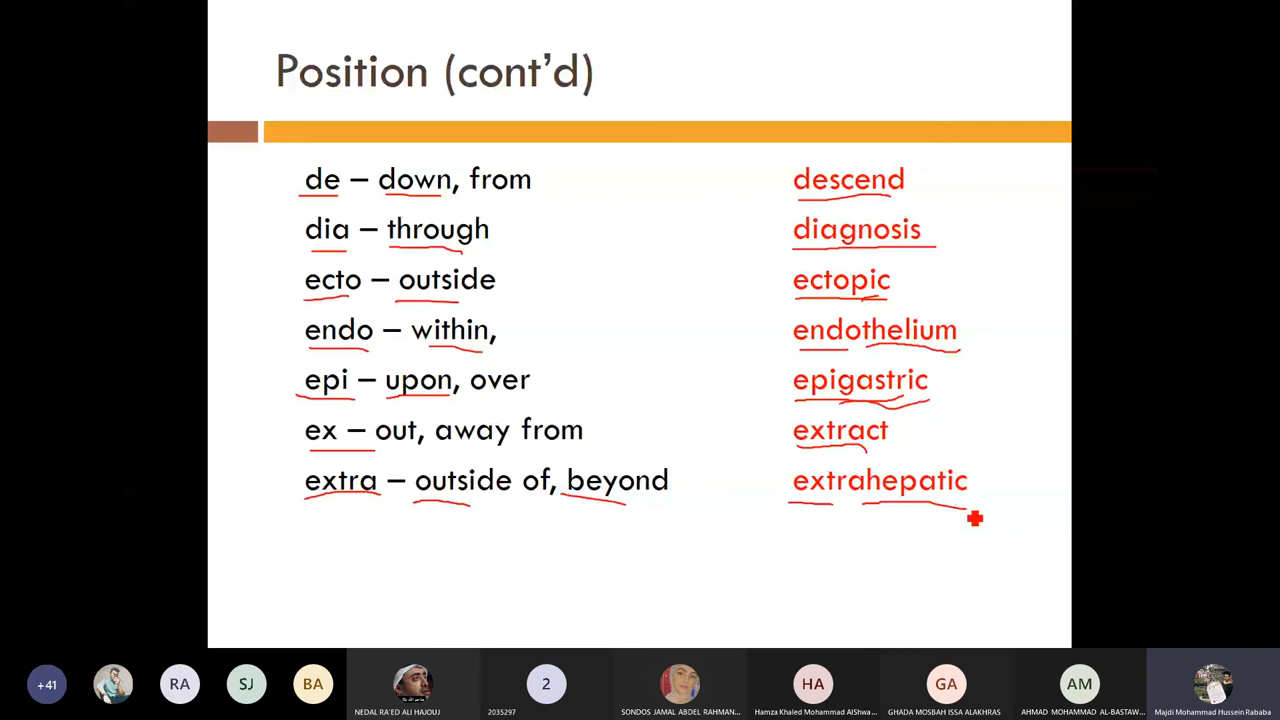 Position (cont’d)
de – down, from descend
dia – through diagnosis
ecto – outside ectopic
endo – within, endothelium
epi – upon, over epigastric
ex – out, away from extract
extra – outside of, beyond extrahepatic
+41 RA SJ BA 2 HA GA AM
NEDAL RA'ED ALI HAJOUJ 2035297 SONDOS JAMAL ABDEL RAHMAN... Hamza Khaled Mohammad AlShwa... GHADA MOSBAH ISSA ALAKHRAS AHMAD MOHAMMAD AL-BASTAW... Majdi Mohammad Hussein Rababa